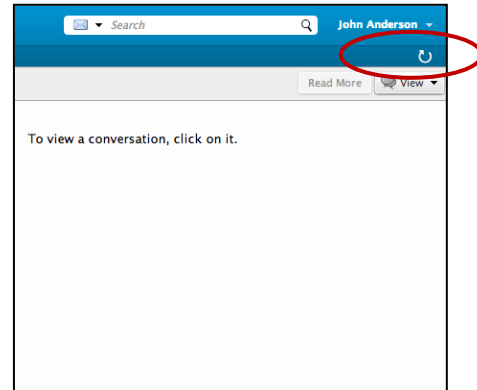 Search John Anderson
Read More View
To view a conversation, click on it.